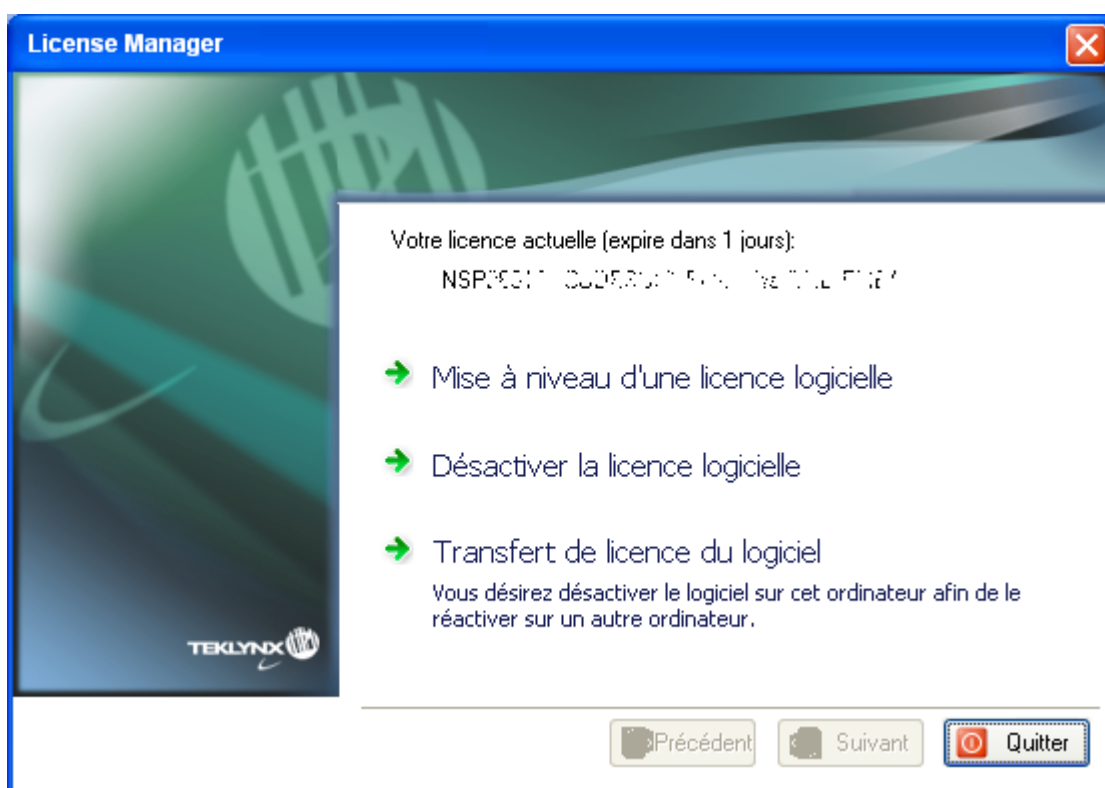 License Manager
Votre licence actuelle (expire dans 1 jours):
Mise à niveau d'une licence logicielle
Désactiver la licence logicielle
Transfert de licence du logiciel
Vous désirez désactiver le logiciel sur cet ordinateur afin de le
réactiver sur un autre ordinateur.
TEKLYNX
Précédent Suivant Quitter